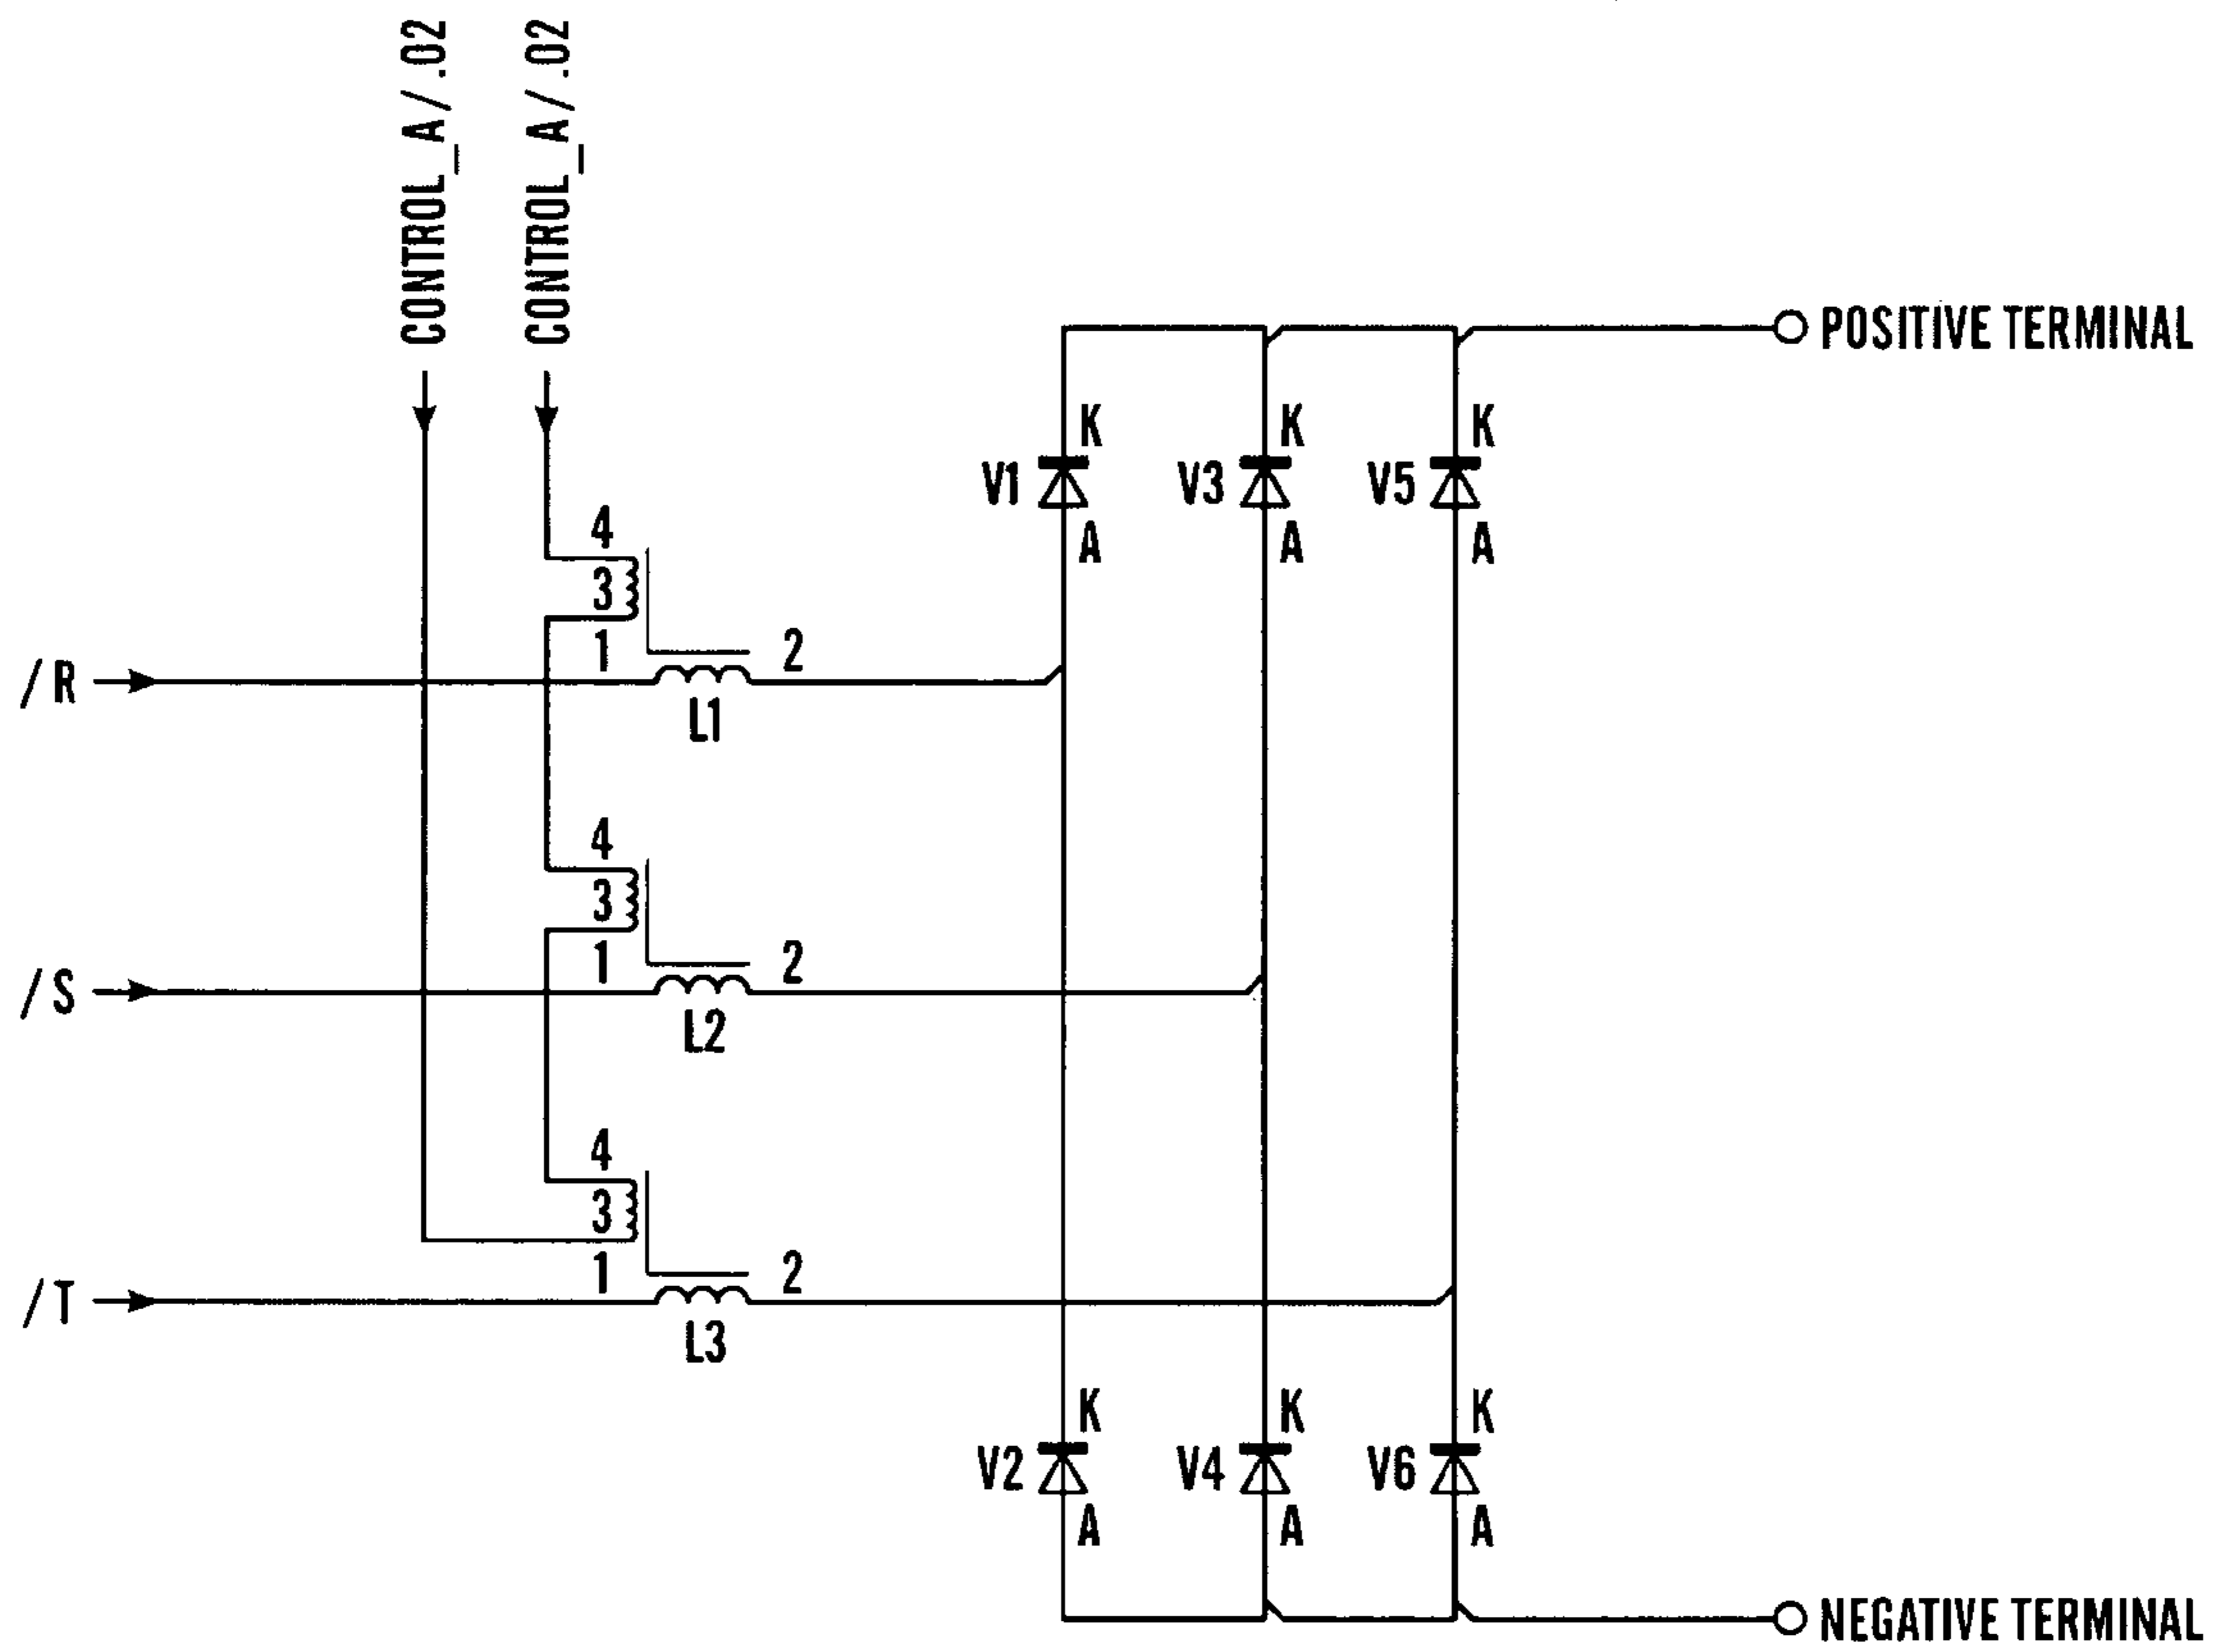 CONTROL_A/.02
CONTROL_A/.02
POSITIVE TERMINAL
K
K
K
V1
V3
V5
A
A
A
4
3
1
2
/R
L1
4
3
1
2
/S
L2
4
3
1
2
/T
L3
K
K
K
V2
V4
V6
A
A
A
NEGATIVE TERMINAL